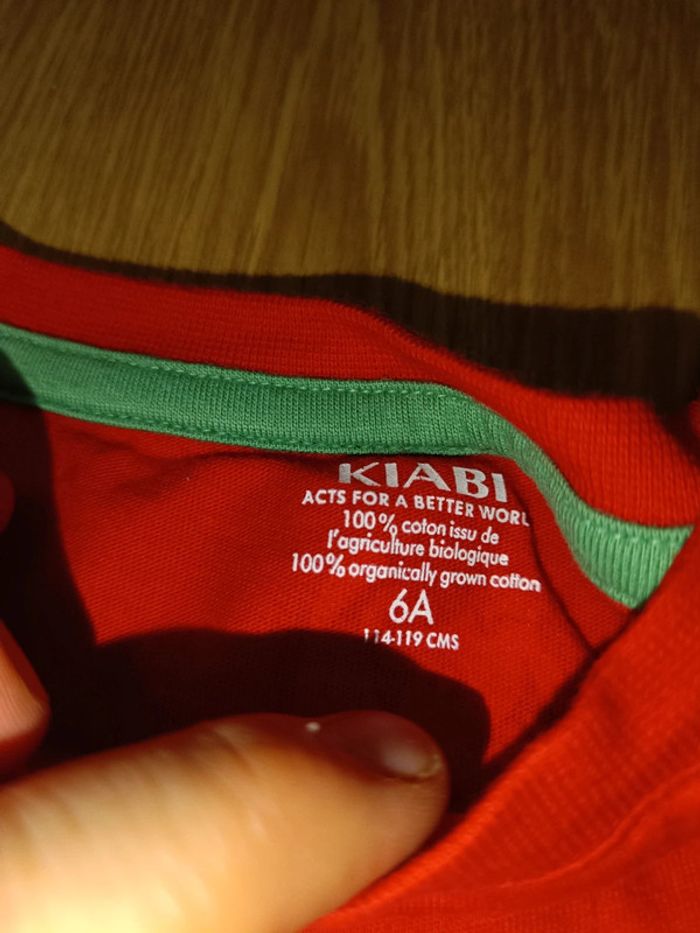 KIABI
ACTS FOR A BETTER WORL
100% coton issu de
l'agriculture biologique
100% organically grown cotton
6A
114-119 CMS